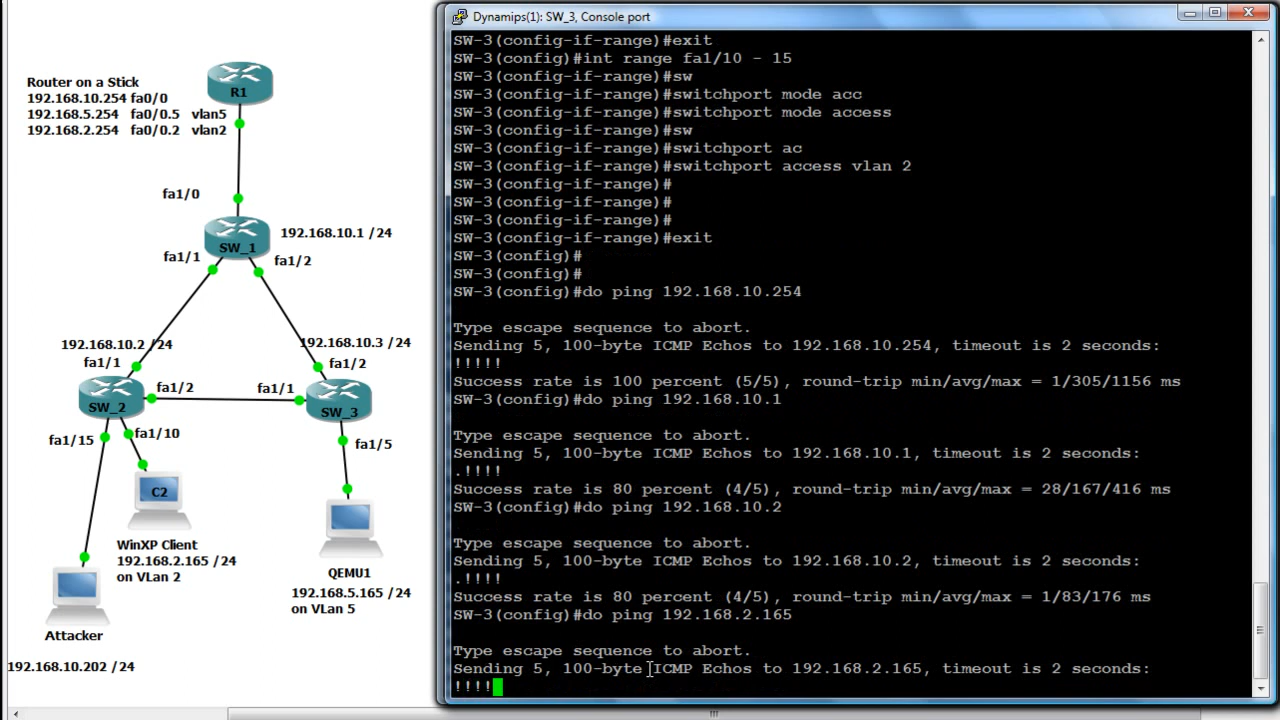 Router on a Stick
192.168.10.254 fa0/0
192.168.5.254 fa0/0.5 vlan5
192.168.2.254 fa0/0.2 vlan2
R1
fa1/0
SW_1
192.168.10.1 /24
fa1/1
fa1/2
192.168.10.2 /24
fa1/1
192.168.10.3 /24
fa1/2
SW_2
fa1/2
fa1/1
SW_3
fa1/15
fa1/10
fa1/5
C2
WinXP Client
192.168.2.165 /24
on VLan 2
QEMU1
192.168.5.165 /24
on VLan 5
Attacker
192.168.10.202 /24
Dynamips(1): SW_3, Console port
SW-3(config-if-range)#exit
SW-3(config)#int range fa1/10 - 15
SW-3(config-if-range)#sw
SW-3(config-if-range)#switchport mode acc
SW-3(config-if-range)#switchport mode access
SW-3(config-if-range)#sw
SW-3(config-if-range)#switchport ac
SW-3(config-if-range)#switchport access vlan 2
SW-3(config-if-range)#
SW-3(config-if-range)#
SW-3(config-if-range)#
SW-3(config-if-range)#exit
SW-3(config)#
SW-3(config)#
SW-3(config)#do ping 192.168.10.254
Type escape sequence to abort.
Sending 5, 100-byte ICMP Echos to 192.168.10.254, timeout is 2 seconds:
!!!!!
Success rate is 100 percent (5/5), round-trip min/avg/max = 1/305/1156 ms
SW-3(config)#do ping 192.168.10.1
Type escape sequence to abort.
Sending 5, 100-byte ICMP Echos to 192.168.10.1, timeout is 2 seconds:
.!!!!
Success rate is 80 percent (4/5), round-trip min/avg/max = 28/167/416 ms
SW-3(config)#do ping 192.168.10.2
Type escape sequence to abort.
Sending 5, 100-byte ICMP Echos to 192.168.10.2, timeout is 2 seconds:
.!!!!
Success rate is 80 percent (4/5), round-trip min/avg/max = 1/83/176 ms
SW-3(config)#do ping 192.168.2.165
Type escape sequence to abort.
Sending 5, 100-byte ICMP Echos to 192.168.2.165, timeout is 2 seconds:
!!!!